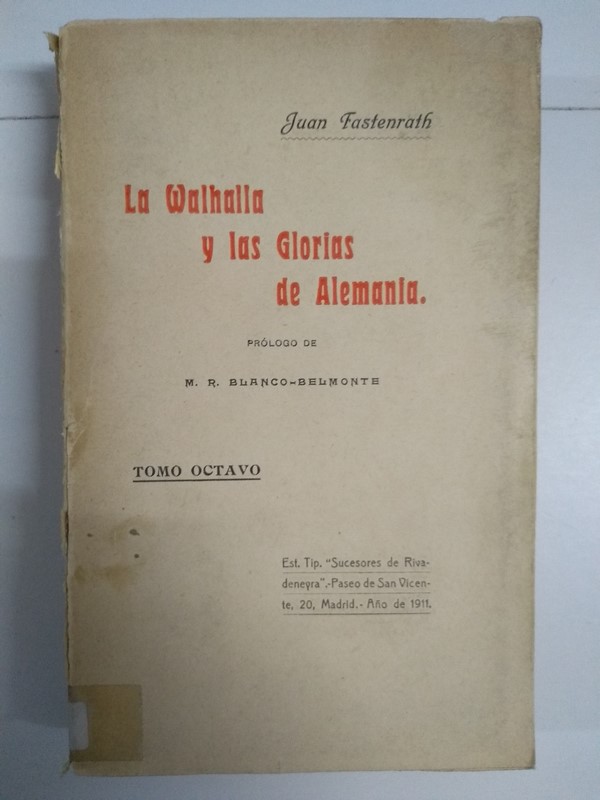 Juan Fastenrath
La Walhalla
y las Glorias
de Alemania.
PRÓLOGO DE
M. R. BLANCO-BELMONTE
TOMO OCTAVO
Est. Tip. "Sucesores de Riva-
deneyra".-Paseo de San Vicen-
te, 20, Madrid.- Año de 1911.